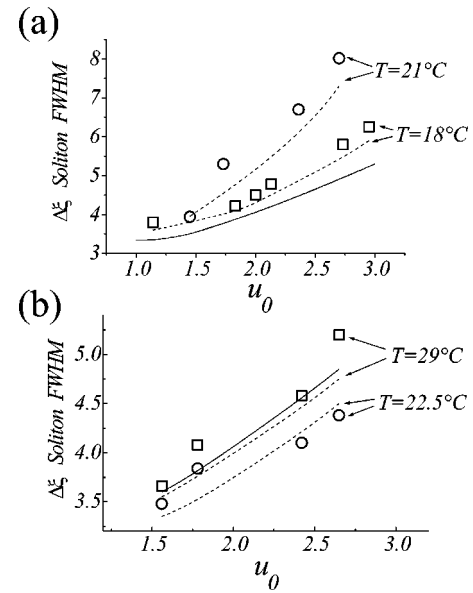 (a)
Δξ Soliton FWHM
8
7
6
5
4
3
T=21°C
T=18°C
1.0 1.5 2.0 2.5 3.0
u₀
(b)
Δξ Soliton FWHM
5.0
4.5
4.0
3.5
T=29°C
T=22.5°C
1.5 2.0 2.5 3.0
u₀